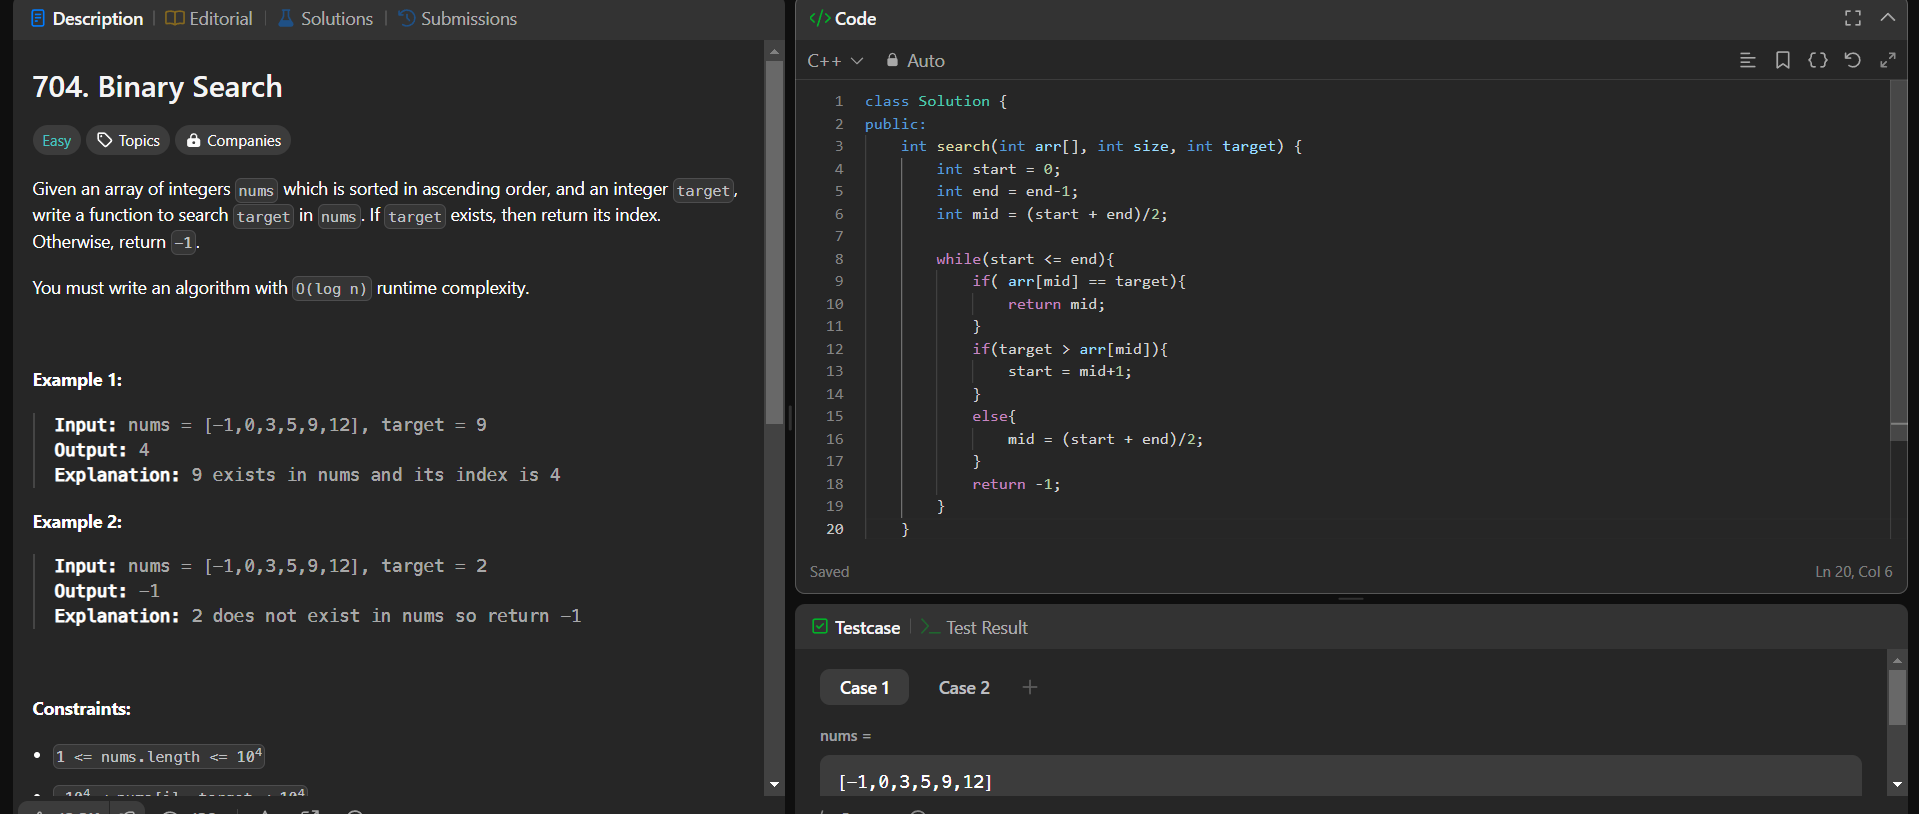 Description | Editorial | Solutions | Submissions
704. Binary Search
Easy Topics Companies
Given an array of integers nums which is sorted in ascending order, and an integer target,
write a function to search target in nums. If target exists, then return its index.
Otherwise, return -1.
You must write an algorithm with O(log n) runtime complexity.
Example 1:
Input: nums = [-1,0,3,5,9,12], target = 9
Output: 4
Explanation: 9 exists in nums and its index is 4
Example 2:
Input: nums = [-1,0,3,5,9,12], target = 2
Output: -1
Explanation: 2 does not exist in nums so return -1
Constraints:
• 1 <= nums.length <= 10⁴
</> Code
C++ Auto
1 class Solution {
2 public:
3     int search(int arr[], int size, int target) {
4         int start = 0;
5         int end = end-1;
6         int mid = (start + end)/2;
7
8         while(start <= end){
9             if( arr[mid] == target){
10                 return mid;
11             }
12             if(target > arr[mid]){
13                 start = mid+1;
14             }
15             else{
16                 mid = (start + end)/2;
17             }
18             return -1;
19         }
20     }
Saved Ln 20, Col 6
Testcase | >_ Test Result
Case 1 Case 2 +
nums =
[-1,0,3,5,9,12]